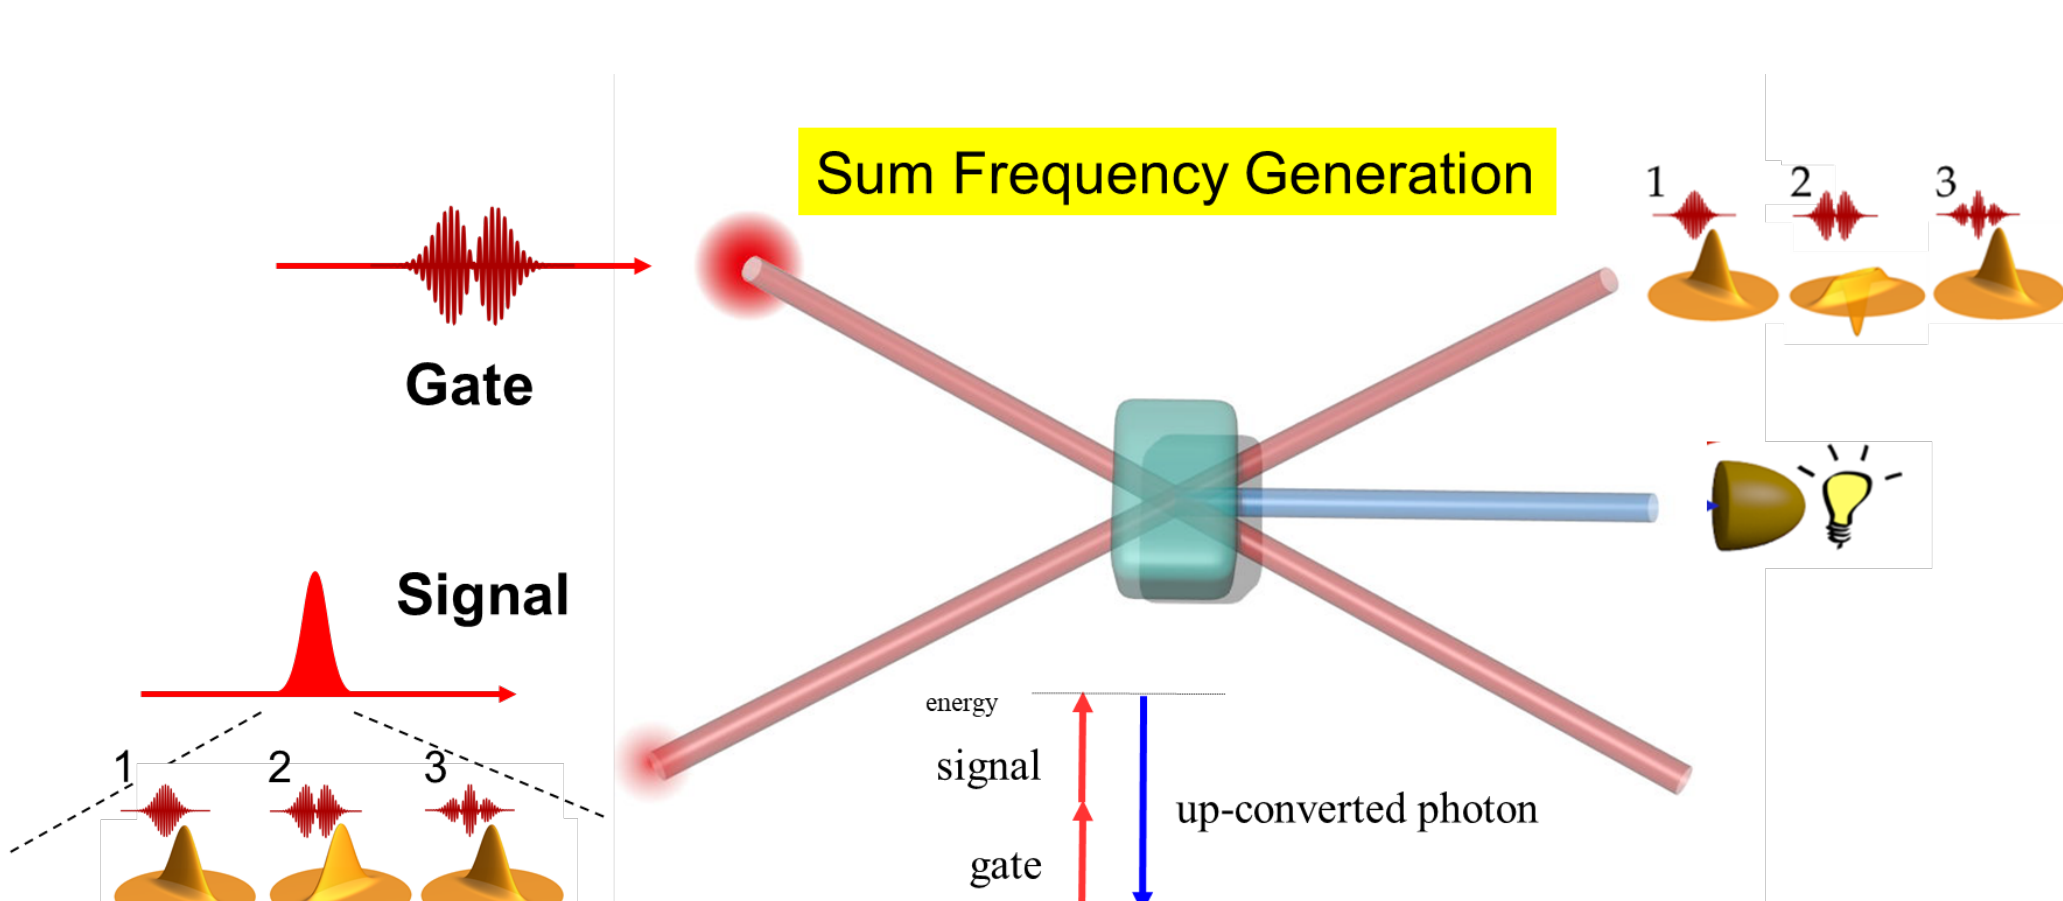 Sum Frequency Generation
1 2 3
Gate
Signal
1 2 3
energy
signal
up-converted photon
gate